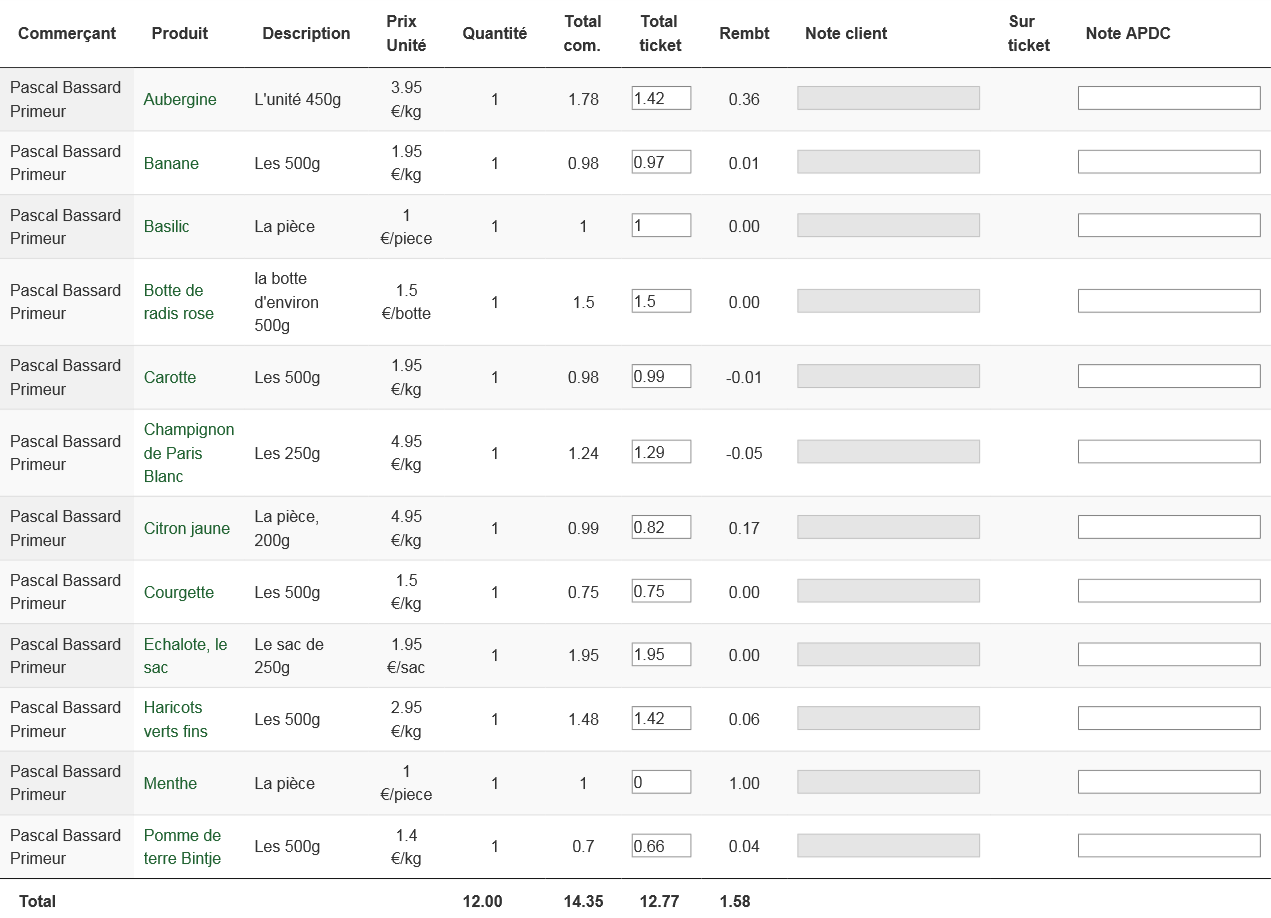 Commerçant Produit Description Prix Unité Quantité Total com. Total ticket Rembt Note client Sur ticket Note APDC
Pascal Bassard Primeur Aubergine L'unité 450g 3.95 €/kg 1 1.78 1.42 0.36
Pascal Bassard Primeur Banane Les 500g 1.95 €/kg 1 0.98 0.97 0.01
Pascal Bassard Primeur Basilic La pièce 1 €/piece 1 1 1 0.00
Pascal Bassard Primeur Botte de radis rose la botte d'environ 500g 1.5 €/botte 1 1.5 1.5 0.00
Pascal Bassard Primeur Carotte Les 500g 1.95 €/kg 1 0.98 0.99 -0.01
Pascal Bassard Primeur Champignon de Paris Blanc Les 250g 4.95 €/kg 1 1.24 1.29 -0.05
Pascal Bassard Primeur Citron jaune La pièce, 200g 4.95 €/kg 1 0.99 0.82 0.17
Pascal Bassard Primeur Courgette Les 500g 1.5 €/kg 1 0.75 0.75 0.00
Pascal Bassard Primeur Echalote, le sac Le sac de 250g 1.95 €/sac 1 1.95 1.95 0.00
Pascal Bassard Primeur Haricots verts fins Les 500g 2.95 €/kg 1 1.48 1.42 0.06
Pascal Bassard Primeur Menthe La pièce 1 €/piece 1 1 0 1.00
Pascal Bassard Primeur Pomme de terre Bintje Les 500g 1.4 €/kg 1 0.7 0.66 0.04
Total 12.00 14.35 12.77 1.58